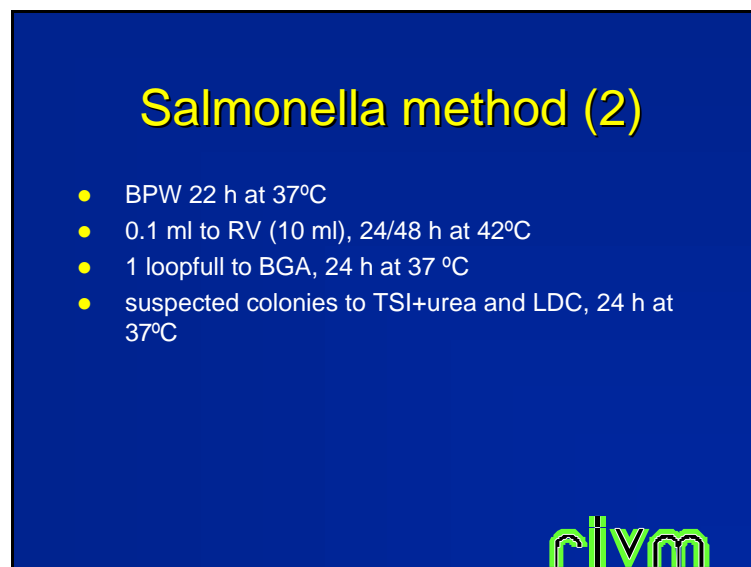 Salmonella method (2)
● BPW 22 h at 37ºC
● 0.1 ml to RV (10 ml), 24/48 h at 42ºC
● 1 loopfull to BGA, 24 h at 37 ºC
● suspected colonies to TSI+urea and LDC, 24 h at
37ºC
rivm